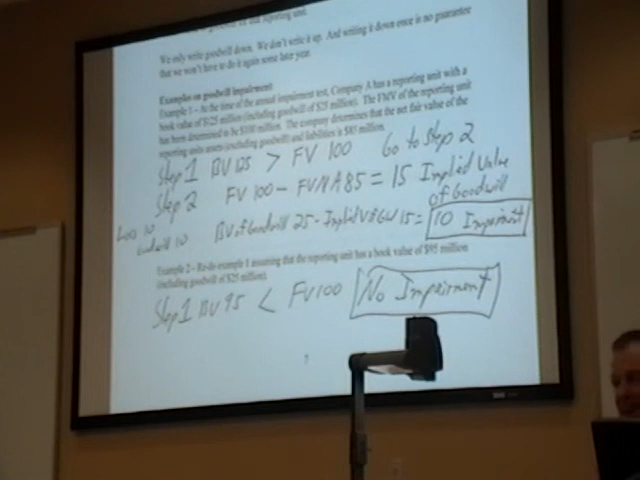 reporting unit.
We only write goodwill down. We don't write it up. And writing it down once is no guarantee
that we won't have to do it again some later year.
Examples on goodwill impairment:
Example 1 – At the time of the annual impairment test, Company A has a reporting unit with a
book value of $125 million (including goodwill of $25 million). The FMV of the reporting unit
has been determined to be $100 million. The company determines that the net fair value of the
reporting units assets (excluding goodwill) and liabilities is $85 million.
Step 1 BV 125 > FV 100 Go to Step 2
Step 2 FV 100 - FVNA 85 = 15 Implied Value
of Goodwill
Loss 10
Goodwill 10
BV of Goodwill 25 - Implied V of GW 15 = 10 Impairment
Example 2 – Re-do example 1 assuming that the reporting unit has a book value of $95 million
(including goodwill of $25 million).
Step 1 BV 95 < FV 100 No Impairment